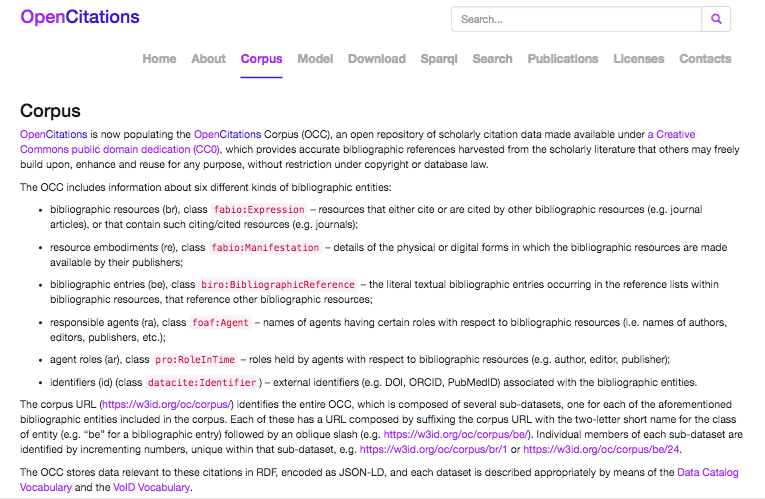 OpenCitations
Search...
Home About Corpus Model Download Sparql Search Publications Licenses Contacts
Corpus
OpenCitations is now populating the OpenCitations Corpus (OCC), an open repository of scholarly citation data made available under a Creative
Commons public domain dedication (CC0), which provides accurate bibliographic references harvested from the scholarly literature that others may freely
build upon, enhance and reuse for any purpose, without restriction under copyright or database law.
The OCC includes information about six different kinds of bibliographic entities:
• bibliographic resources (br), class fabio:Expression – resources that either cite or are cited by other bibliographic resources (e.g. journal
articles), or that contain such citing/cited resources (e.g. journals);
• resource embodiments (re), class fabio:Manifestation – details of the physical or digital forms in which the bibliographic resources are made
available by their publishers;
• bibliographic entries (be), class biro:BibliographicReference – the literal textual bibliographic entries occurring in the reference lists within
bibliographic resources, that reference other bibliographic resources;
• responsible agents (ra), class foaf:Agent – names of agents having certain roles with respect to bibliographic resources (i.e. names of authors,
editors, publishers, etc.);
• agent roles (ar), class pro:RoleInTime – roles held by agents with respect to bibliographic resources (e.g. author, editor, publisher);
• identifiers (id) (class datacite:Identifier) – external identifiers (e.g. DOI, ORCID, PubMedID) associated with the bibliographic entities.
The corpus URL (https://w3id.org/oc/corpus/) identifies the entire OCC, which is composed of several sub-datasets, one for each of the aforementioned
bibliographic entities included in the corpus. Each of these has a URL composed by suffixing the corpus URL with the two-letter short name for the class
of entity (e.g. “be” for a bibliographic entry) followed by an oblique slash (e.g. https://w3id.org/oc/corpus/be/). Individual members of each sub-dataset are
identified by incrementing numbers, unique within that sub-dataset, e.g. https://w3id.org/oc/corpus/br/1 or https://w3id.org/oc/corpus/be/24.
The OCC stores data relevant to these citations in RDF, encoded as JSON-LD, and each dataset is described appropriately by means of the Data Catalog
Vocabulary and the VoID Vocabulary.